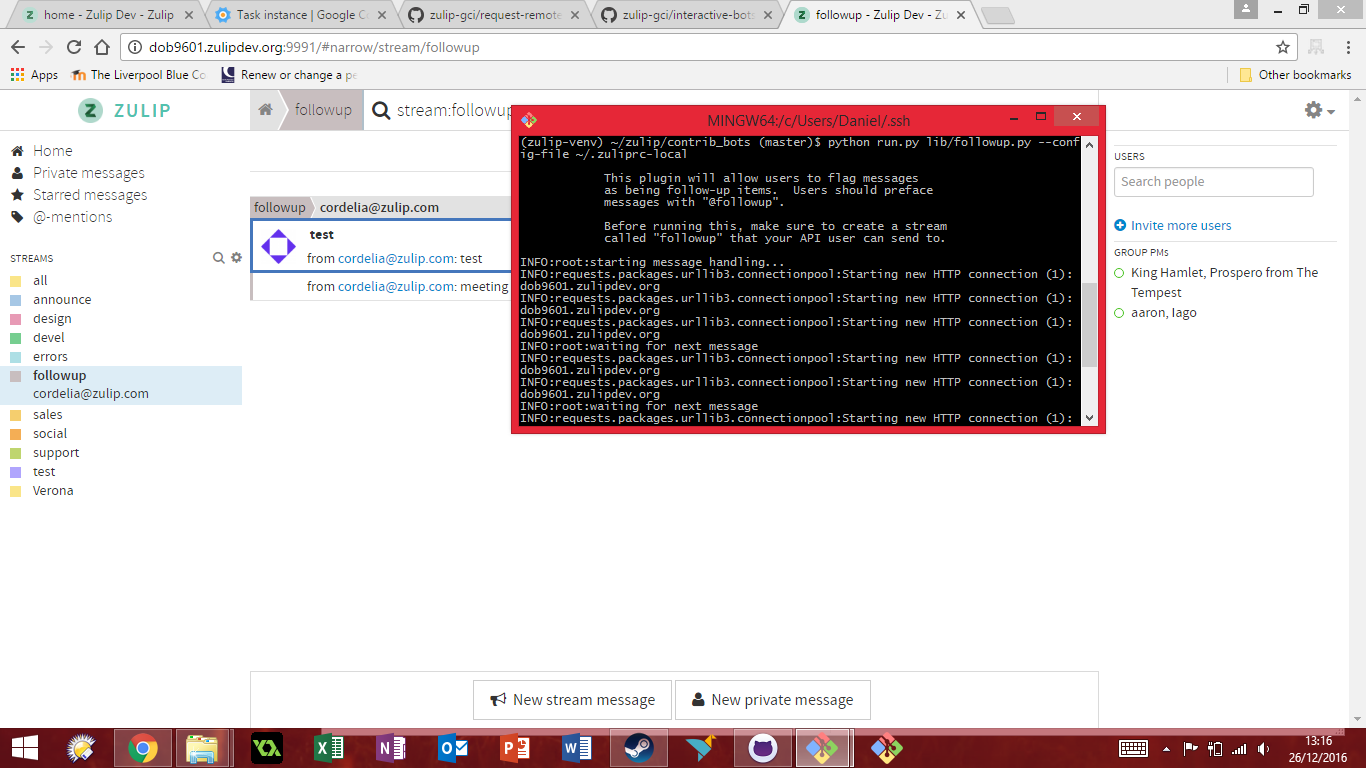 home - Zulip Dev - Zulip
Task instance | Google C
zulip-gci/request-remote
zulip-gci/interactive-bots
followup - Zulip Dev - Zu
dob9601.zulipdev.org:9991/#narrow/stream/followup
Apps
The Liverpool Blue Co
Renew or change a pe
Other bookmarks
ZULIP
followup
stream:followup
Home
Private messages
Starred messages
@-mentions
STREAMS
all
announce
design
devel
errors
followup
cordelia@zulip.com
sales
social
support
test
Verona
followup
cordelia@zulip.com
test
from cordelia@zulip.com: test
from cordelia@zulip.com: meeting
MINGW64:/c/Users/Daniel/.ssh
(zulip-venv) ~/zulip/contrib_bots (master)$ python run.py lib/followup.py --conf
ig-file ~/.zuliprc-local
This plugin will allow users to flag messages
as being follow-up items.  Users should preface
messages with "@followup".
Before running this, make sure to create a stream
called "followup" that your API user can send to.
INFO:root:starting message handling...
INFO:requests.packages.urllib3.connectionpool:Starting new HTTP connection (1):
dob9601.zulipdev.org
INFO:requests.packages.urllib3.connectionpool:Starting new HTTP connection (1):
dob9601.zulipdev.org
INFO:requests.packages.urllib3.connectionpool:Starting new HTTP connection (1):
dob9601.zulipdev.org
INFO:root:waiting for next message
INFO:requests.packages.urllib3.connectionpool:Starting new HTTP connection (1):
dob9601.zulipdev.org
INFO:requests.packages.urllib3.connectionpool:Starting new HTTP connection (1):
dob9601.zulipdev.org
INFO:root:waiting for next message
INFO:requests.packages.urllib3.connectionpool:Starting new HTTP connection (1):
USERS
Search people
Invite more users
GROUP PMs
King Hamlet, Prospero from The
Tempest
aaron, Iago
New stream message
New private message
13:16
26/12/2016